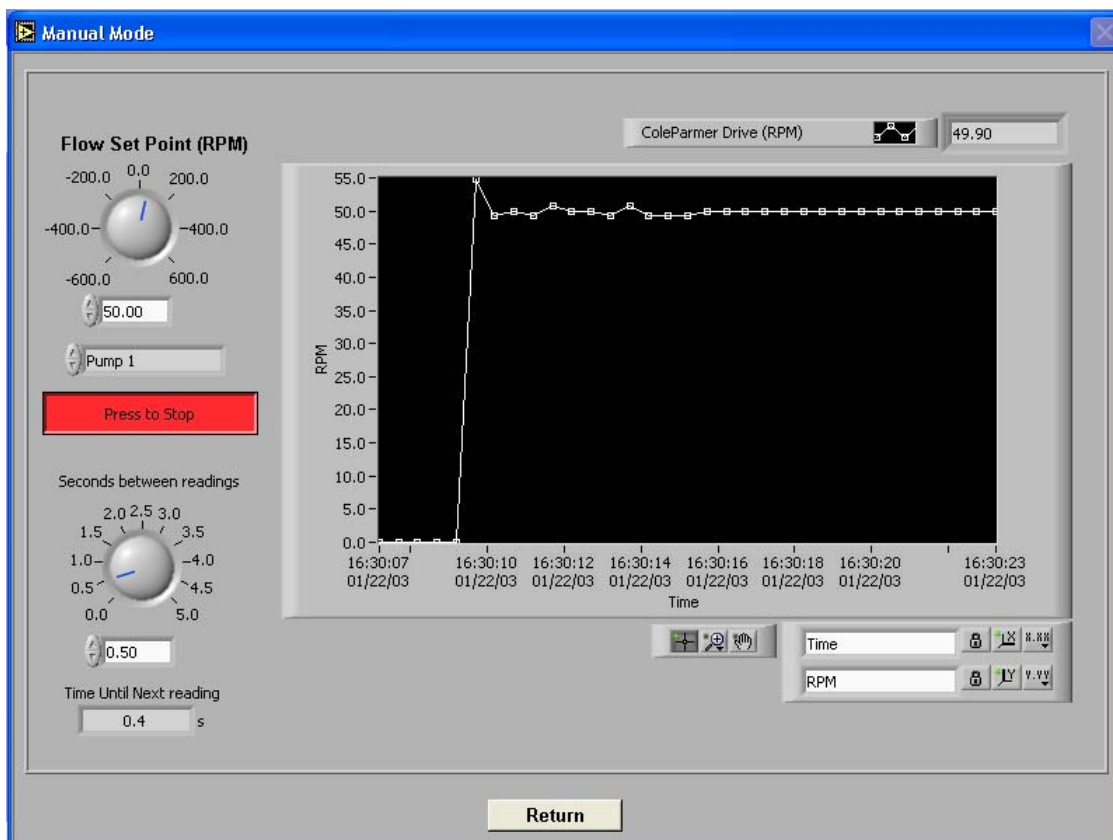 Manual Mode
Flow Set Point (RPM)
0.0
-200.0 200.0
-400.0 -400.0
-600.0 600.0
50.00
Pump 1
Press to Stop
Seconds between readings
2.0 2.5 3.0
1.5 3.5
1.0 -4.0
0.5 4.5
0.0 5.0
0.50
Time Until Next reading
0.4 s
ColeParmer Drive (RPM) 49.90
55.0
50.0
45.0
40.0
35.0
30.0
25.0
20.0
15.0
10.0
5.0
0.0
RPM
16:30:07 16:30:10 16:30:12 16:30:14 16:30:16 16:30:18 16:30:20 16:30:23
01/22/03 01/22/03 01/22/03 01/22/03 01/22/03 01/22/03 01/22/03 01/22/03
Time
Time X X.XX
RPM Y Y.YY
Return